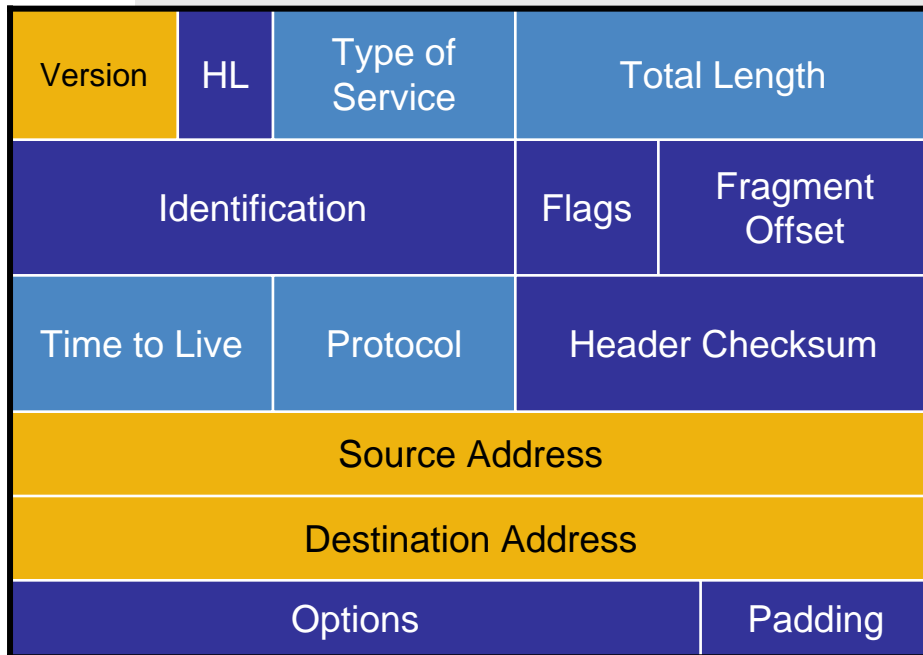 Version
HL
Type of
Service
Total Length
Identification
Flags
Fragment
Offset
Time to Live
Protocol
Header Checksum
Source Address
Destination Address
Options
Padding